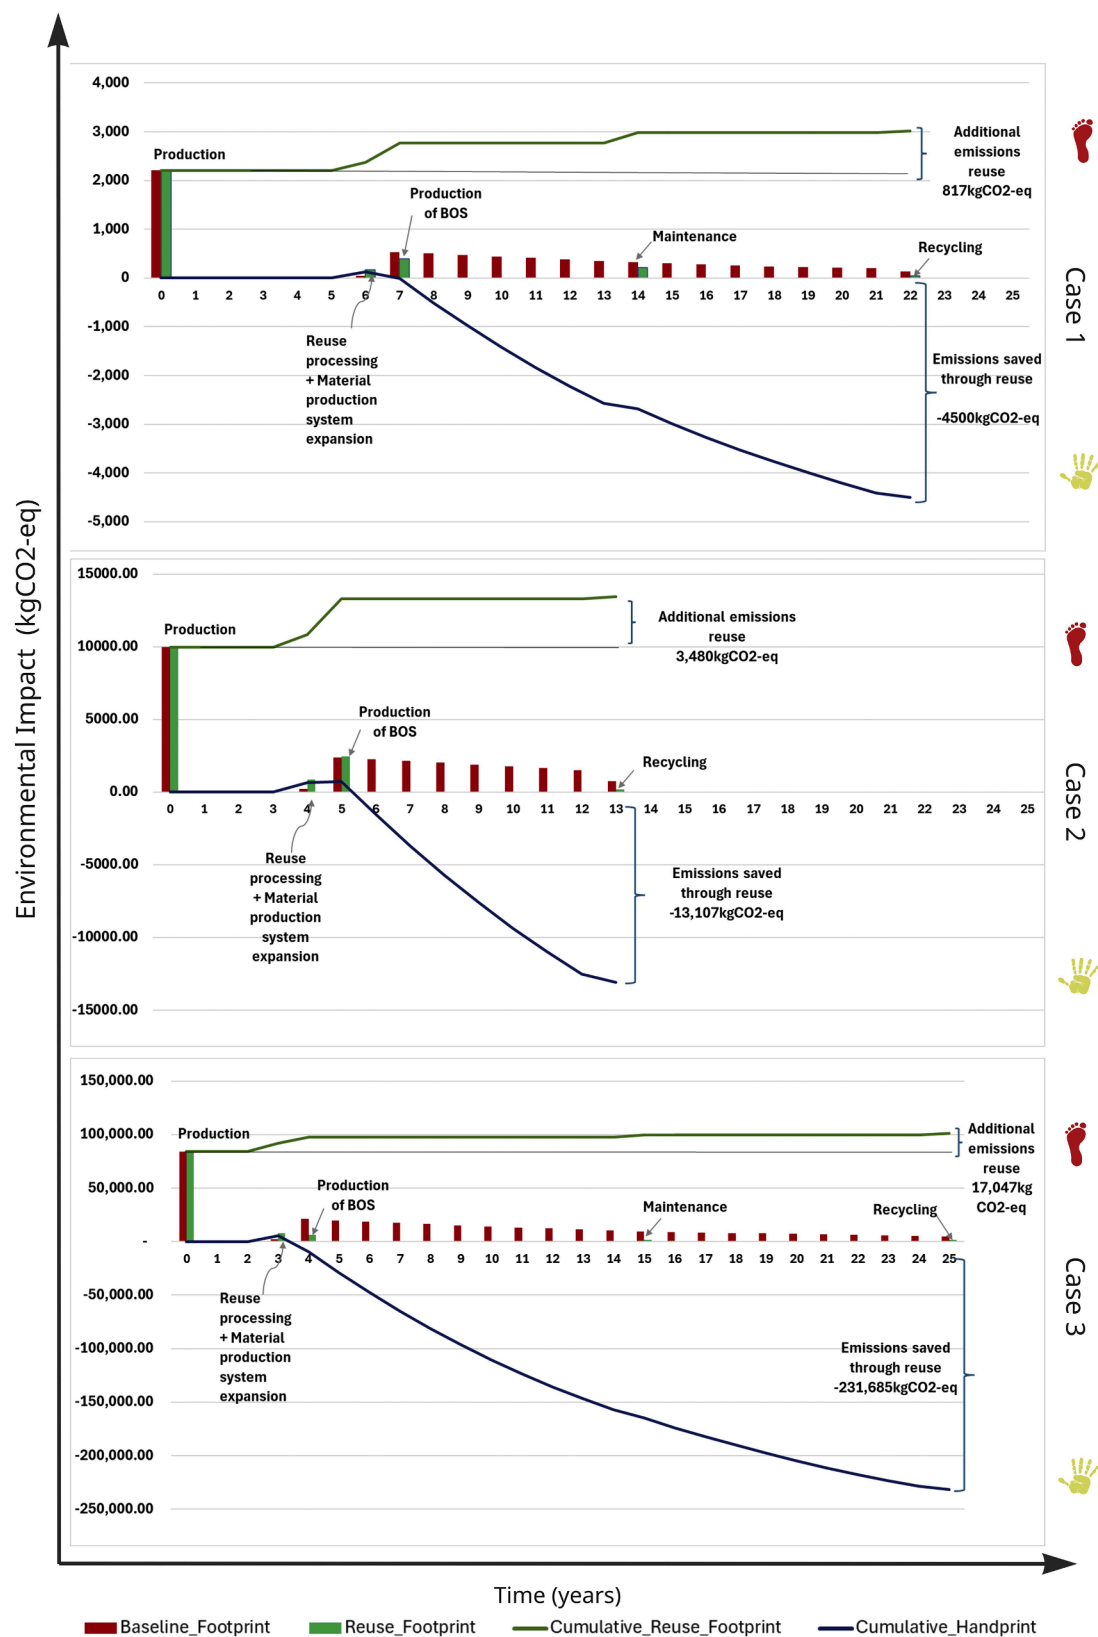 Environmental Impact (kgCO2-eq)
4,000
3,000
2,000
1,000
0
-1,000
-2,000
-3,000
-4,000
-5,000
Production
Production
of BOS
Maintenance
Recycling
Additional
emissions
reuse
817kgCO2-eq
0 1 2 3 4 5 6 7 8 9 10 11 12 13 14 15 16 17 18 19 20 21 22 23 24 25
Reuse
processing
+ Material
production
system
expansion
Emissions saved
through reuse
-4500kgCO2-eq
Case 1
15000.00
10000.00
5000.00
0.00
-5000.00
-10000.00
-15000.00
Production
Production
of BOS
Recycling
Additional emissions
reuse
3,480kgCO2-eq
0 1 2 3 4 5 6 7 8 9 10 11 12 13 14 15 16 17 18 19 20 21 22 23 24 25
Reuse
processing
+ Material
production
system
expansion
Emissions saved
through reuse
-13,107kgCO2-eq
Case 2
150,000.00
100,000.00
50,000.00
-
-50,000.00
-100,000.00
-150,000.00
-200,000.00
-250,000.00
Production
Production
of BOS
Maintenance
Recycling
Additional
emissions
reuse
17,047kg
CO2-eq
0 1 2 3 4 5 6 7 8 9 10 11 12 13 14 15 16 17 18 19 20 21 22 23 24 25
Reuse
processing
+ Material
production
system
expansion
Emissions saved
through reuse
-231,685kgCO2-eq
Case 3
Time (years)
Baseline_Footprint Reuse_Footprint Cumulative_Reuse_Footprint Cumulative_Handprint